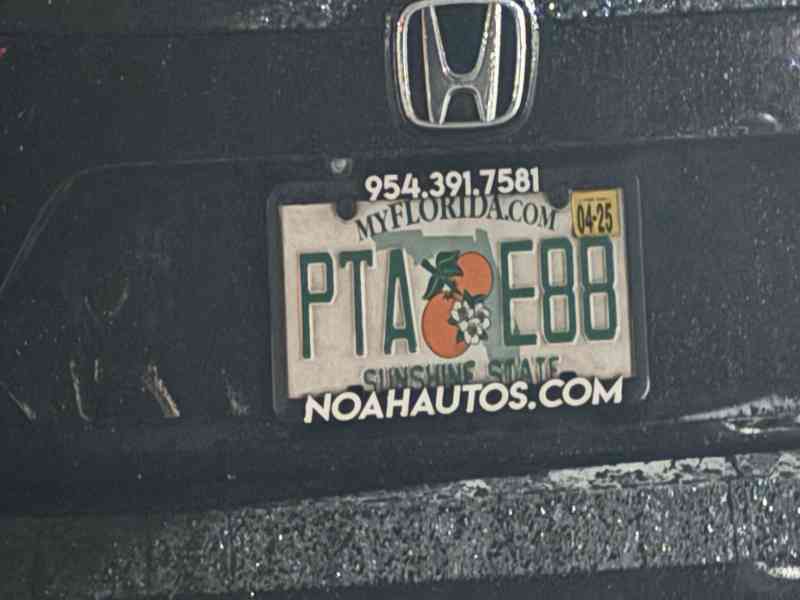 954.391.7581
MYFLORIDA.COM
04-25
PTA E88
SUNSHINE STATE
NOAHAUTOS.COM